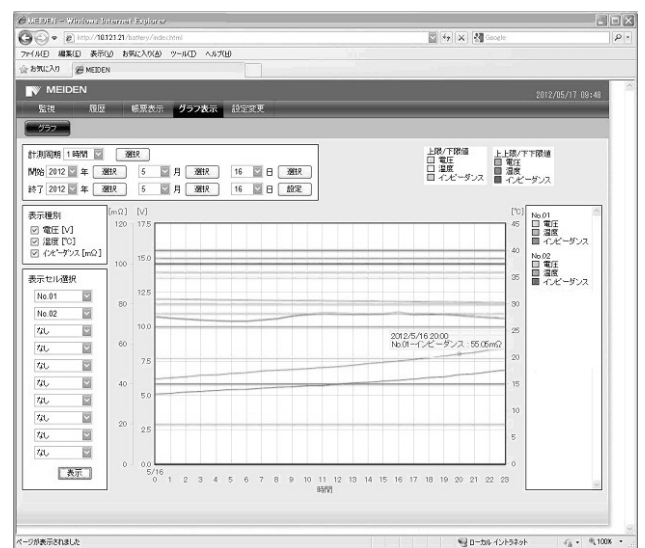 MEIDEN - Windows Internet Explorer
http://10.121.21/battery/index.html
Google
ファイル(F) 編集(E) 表示(V) お気に入り(A) ツール(T) ヘルプ(H)
お気に入り MEIDEN
MEIDEN
2012/05/17 09:48
監視 履歴 帳票表示 グラフ表示 設定変更
グラフ
計測周期 1時間 選択
開始 2012 年 選択 5 月 選択 16 日 選択
終了 2012 年 選択 5 月 選択 16 日 設定
上限/下限値
電圧
温度
インピーダンス
上上限/下下限値
電圧
温度
インピーダンス
表示種別
電圧 [V]
温度 [℃]
インピーダンス [mΩ]
表示セル選択
No.01
No.02
なし
なし
なし
なし
なし
なし
なし
なし
表示
[mΩ] [V]
120 17.5
100 15.0
80 12.5
60 10.0
7.5
40 5.0
20 2.5
0 0.0
[℃]
45
40
35
30
25
20
15
10
5
0
2012/5/16 20:00
No.01-インピーダンス : 55.05mΩ
5/16
0 1 2 3 4 5 6 7 8 9 10 11 12 13 14 15 16 17 18 19 20 21 22 23
時間
No.01
電圧
温度
インピーダンス
No.02
電圧
温度
インピーダンス
ページが表示されました
ローカル イントラネット
100%